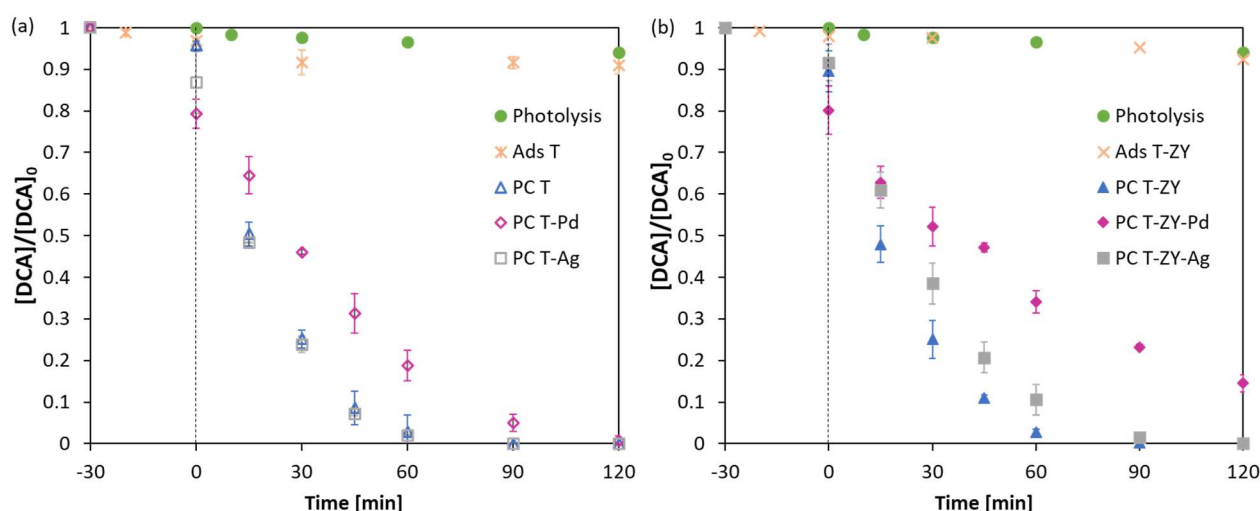 (a)
[DCA]/[DCA]0
1
0.9
0.8
0.7
0.6
0.5
0.4
0.3
0.2
0.1
0
-30
0
30
60
90
120
Time [min]
Photolysis
Ads T
PC T
PC T-Pd
PC T-Ag
(b)
[DCA]/[DCA]0
1
0.9
0.8
0.7
0.6
0.5
0.4
0.3
0.2
0.1
0
-30
0
30
60
90
120
Time [min]
Photolysis
Ads T-ZY
PC T-ZY
PC T-ZY-Pd
PC T-ZY-Ag